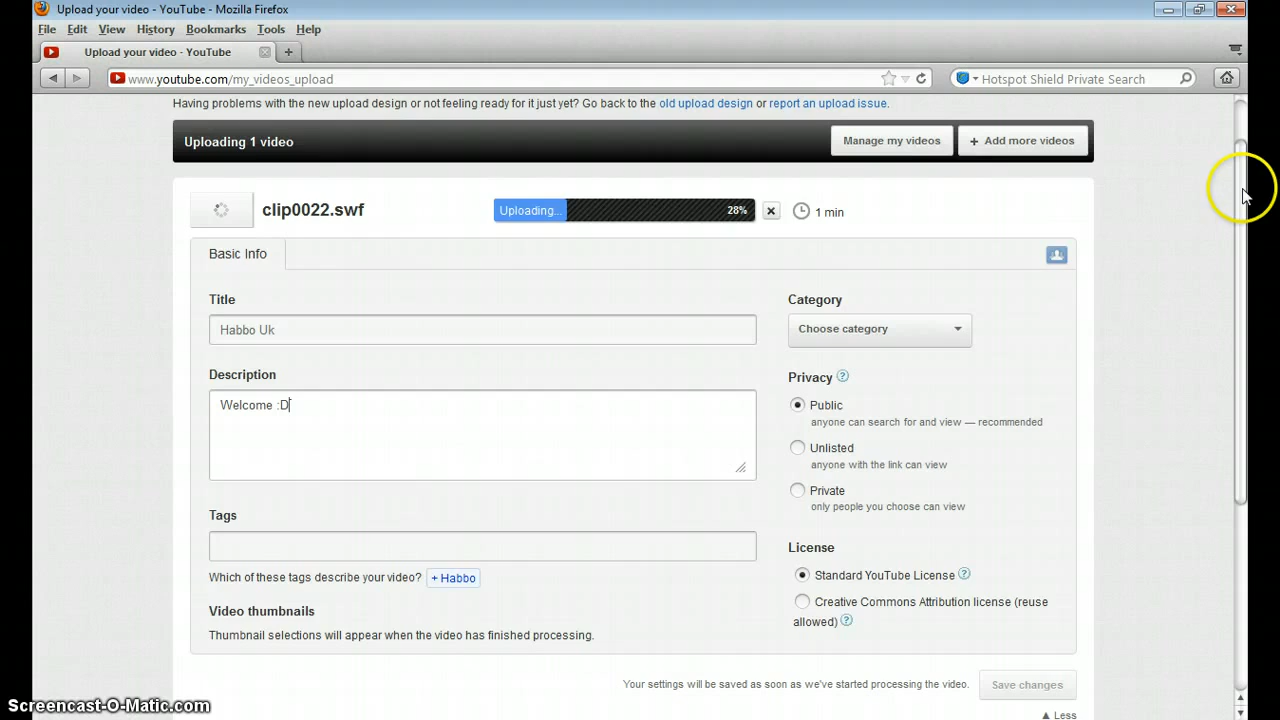 Upload your video - YouTube - Mozilla Firefox
File Edit View History Bookmarks Tools Help
Upload your video - YouTube
www.youtube.com/my_videos_upload
Hotspot Shield Private Search
Having problems with the new upload design or not feeling ready for it just yet? Go back to the old upload design or report an upload issue.
Uploading 1 video
Manage my videos
+ Add more videos
clip0022.swf
Uploading... 28%
1 min
Basic Info
Title
Habbo Uk
Description
Welcome :D
Tags
Which of these tags describe your video? + Habbo
Video thumbnails
Thumbnail selections will appear when the video has finished processing.
Category
Choose category
Privacy ?
Public
anyone can search for and view — recommended
Unlisted
anyone with the link can view
Private
only people you choose can view
License
Standard YouTube License ?
Creative Commons Attribution license (reuse
allowed) ?
Your settings will be saved as soon as we've started processing the video.
Save changes
▲ Less
Screencast-O-Matic.com